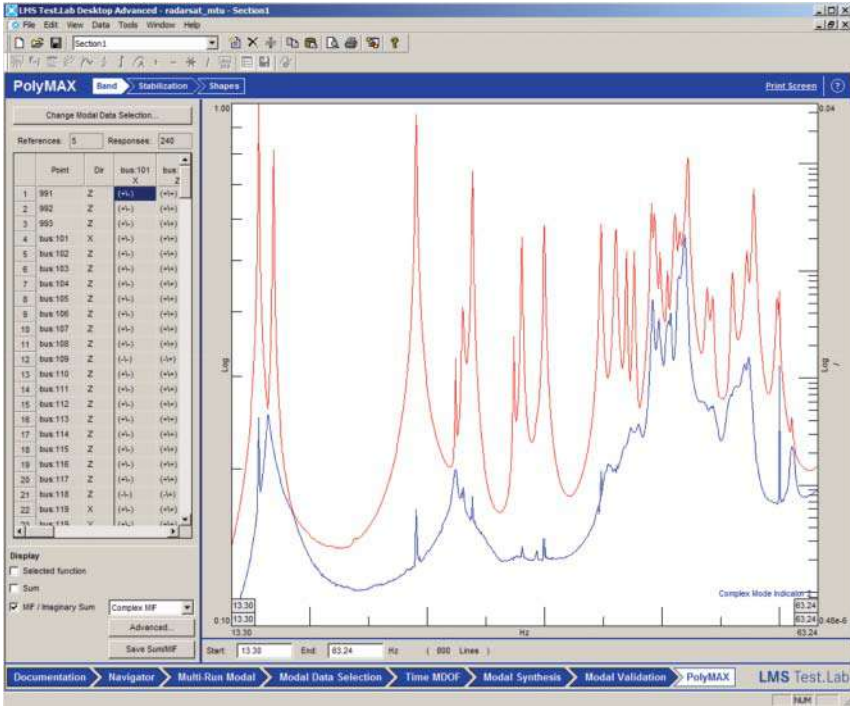 LMS Test.Lab Desktop Advanced - radarsat_mtu - Section1
File Edit View Data Tools Window Help
Section1
PolyMAX Band Stabilization Shapes Print Screen
Change Modal Data Selection...
References: 5 Responses: 240
Point Dir bus:101 X bus: Z
1 991 Z (+\-) (+\+)
2 992 Z (+\-) (+\+)
3 993 Z (+\-) (+\+)
4 bus:101 X (+\-) (+\+)
5 bus:102 Z (+\-) (+\+)
6 bus:103 Z (+\-) (+\+)
7 bus:104 Z (+\-) (+\+)
8 bus:105 Z (+\-) (+\+)
9 bus:106 Z (+\-) (+\+)
10 bus:107 Z (+\-) (+\+)
11 bus:108 Z (+\-) (+\+)
12 bus:109 Z (-\-) (-\+)
13 bus:110 Z (+\-) (+\+)
14 bus:111 Z (+\-) (+\+)
15 bus:112 Z (+\-) (+\+)
16 bus:113 Z (+\-) (+\+)
17 bus:114 Z (+\-) (+\+)
18 bus:115 Z (+\-) (+\+)
19 bus:116 Z (+\-) (+\+)
20 bus:117 Z (+\-) (+\+)
21 bus:118 Z (-\-) (-\+)
22 bus:119 X (+\-) (+\+)
Display
Selected function
Sum
MIF / Imaginary Sum Complex MIF
Advanced...
Save Sum/MIF
1.00
0.04
Log
Log
/
Complex Mode Indicator
0.10
13.30
13.30
13.30
Hz
63.24
63.24
63.24
0.48e-6
Start: 13.30 End: 63.24 Hz ( 800 Lines )
Documentation Navigator Multi-Run Modal Modal Data Selection Time MDOF Modal Synthesis Modal Validation PolyMAX LMS Test.Lab
NUM